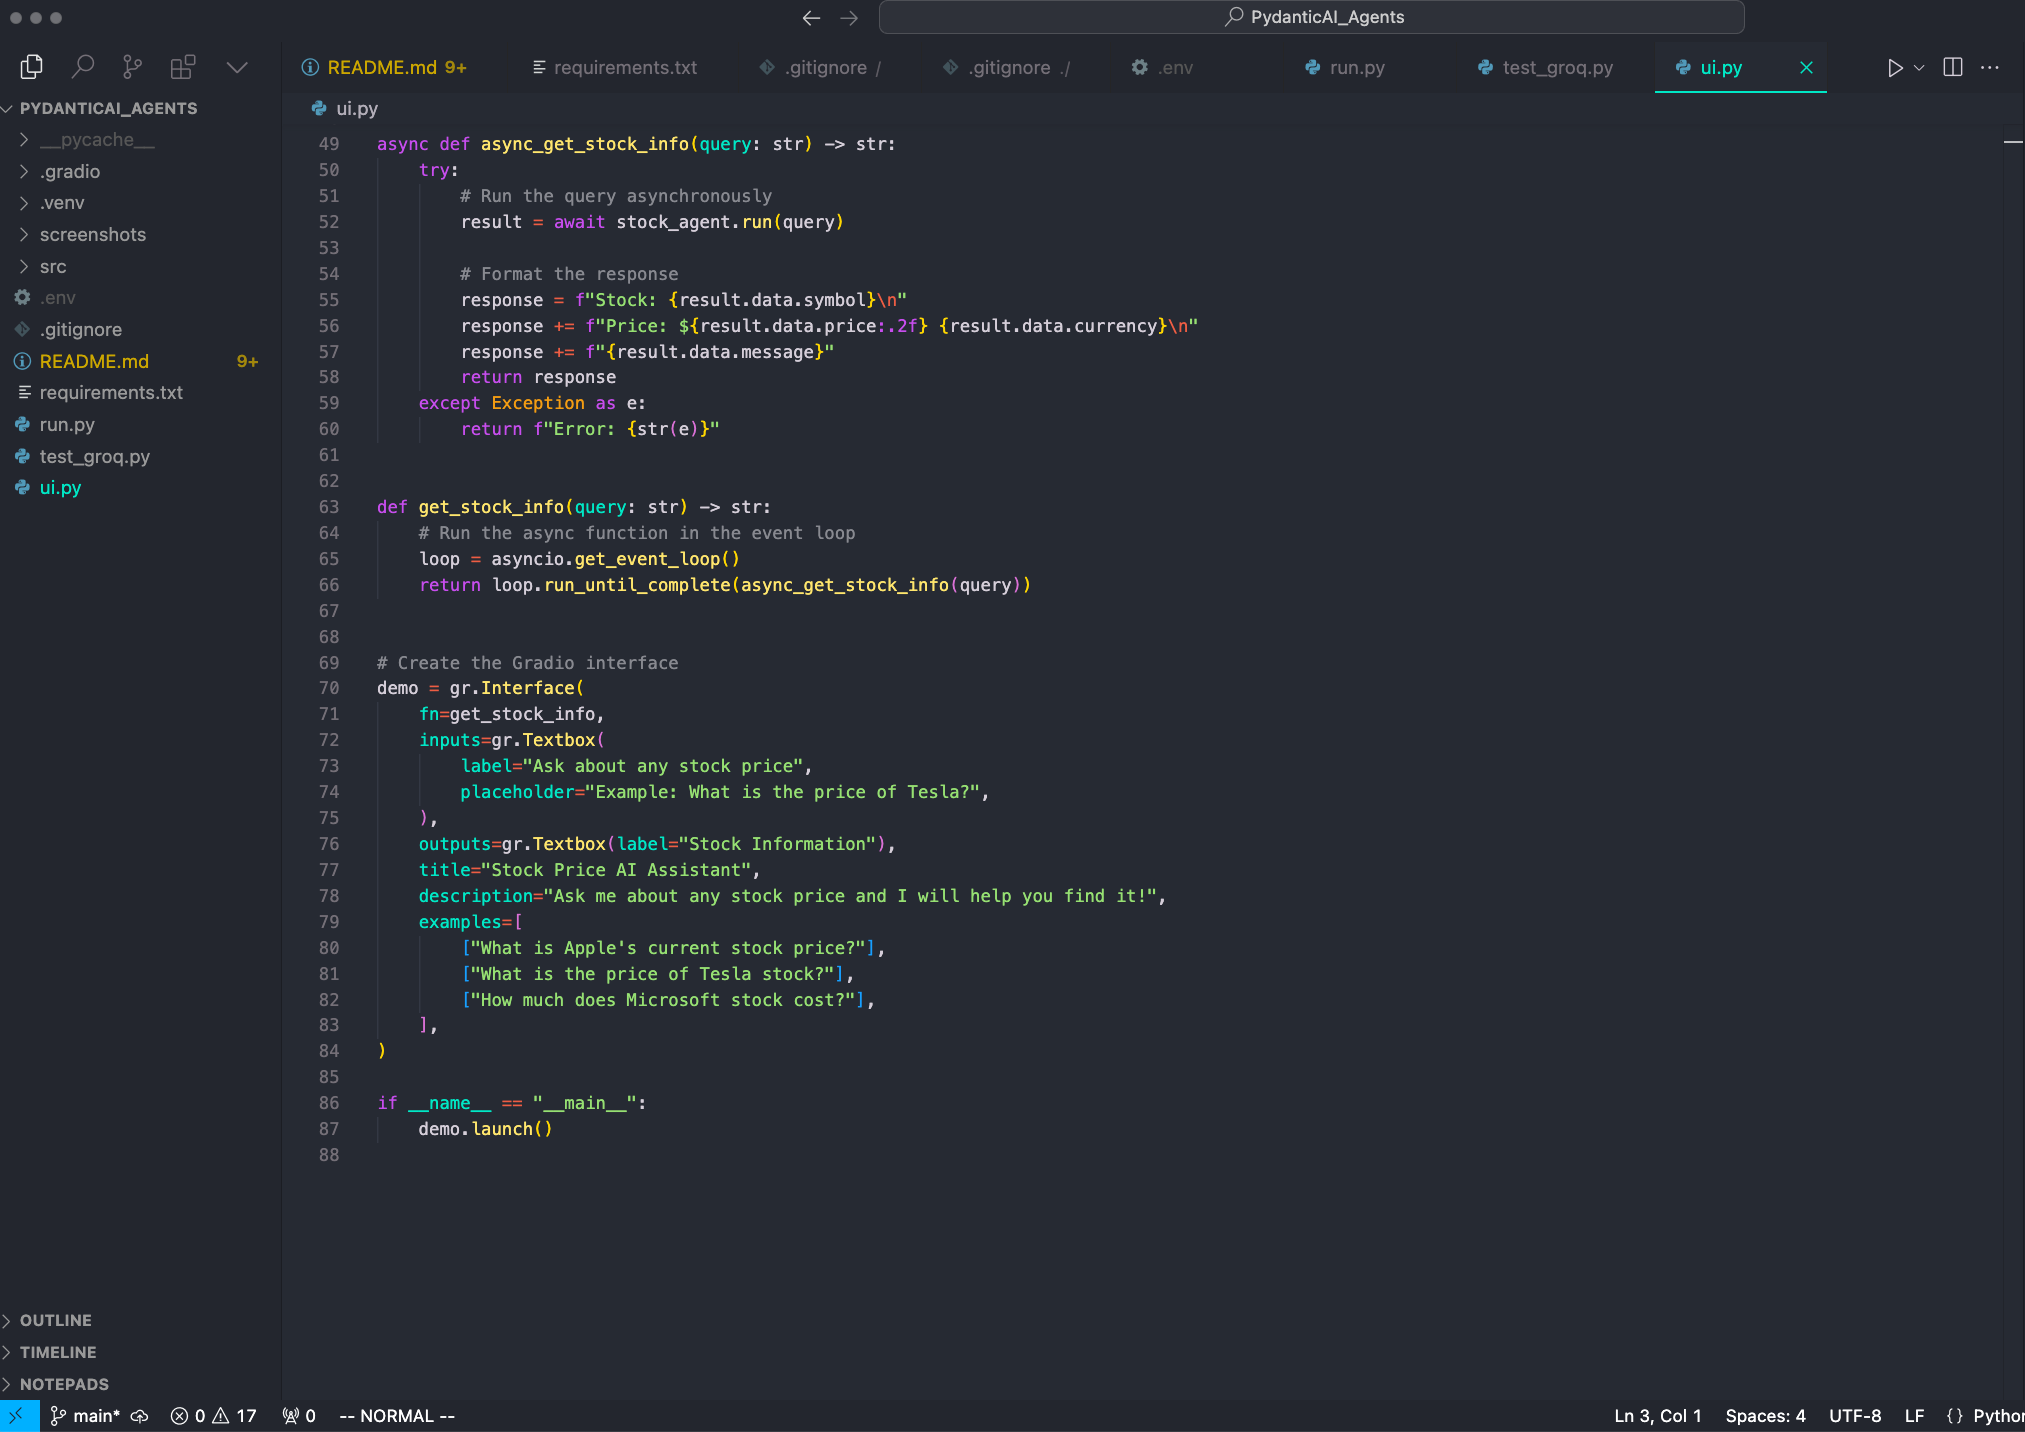 PydanticAI_Agents
README.md 9+
requirements.txt
.gitignore /
.gitignore ./
.env
run.py
test_groq.py
ui.py
PYDANTICAI_AGENTS
__pycache__
.gradio
.venv
screenshots
src
.env
.gitignore
README.md 9+
requirements.txt
run.py
test_groq.py
ui.py
OUTLINE
TIMELINE
NOTEPADS
ui.py
49 async def async_get_stock_info(query: str) -> str:
50     try:
51         # Run the query asynchronously
52         result = await stock_agent.run(query)
53
54         # Format the response
55         response = f"Stock: {result.data.symbol}\n"
56         response += f"Price: ${result.data.price:.2f} {result.data.currency}\n"
57         response += f"{result.data.message}"
58         return response
59     except Exception as e:
60         return f"Error: {str(e)}"
61
62
63 def get_stock_info(query: str) -> str:
64     # Run the async function in the event loop
65     loop = asyncio.get_event_loop()
66     return loop.run_until_complete(async_get_stock_info(query))
67
68
69 # Create the Gradio interface
70 demo = gr.Interface(
71     fn=get_stock_info,
72     inputs=gr.Textbox(
73         label="Ask about any stock price",
74         placeholder="Example: What is the price of Tesla?",
75     ),
76     outputs=gr.Textbox(label="Stock Information"),
77     title="Stock Price AI Assistant",
78     description="Ask me about any stock price and I will help you find it!",
79     examples=[
80         ["What is Apple's current stock price?"],
81         ["What is the price of Tesla stock?"],
82         ["How much does Microsoft stock cost?"],
83     ],
84 )
85
86 if __name__ == "__main__":
87     demo.launch()
88
main* 0 17 0 -- NORMAL -- Ln 3, Col 1 Spaces: 4 UTF-8 LF {} Pytho